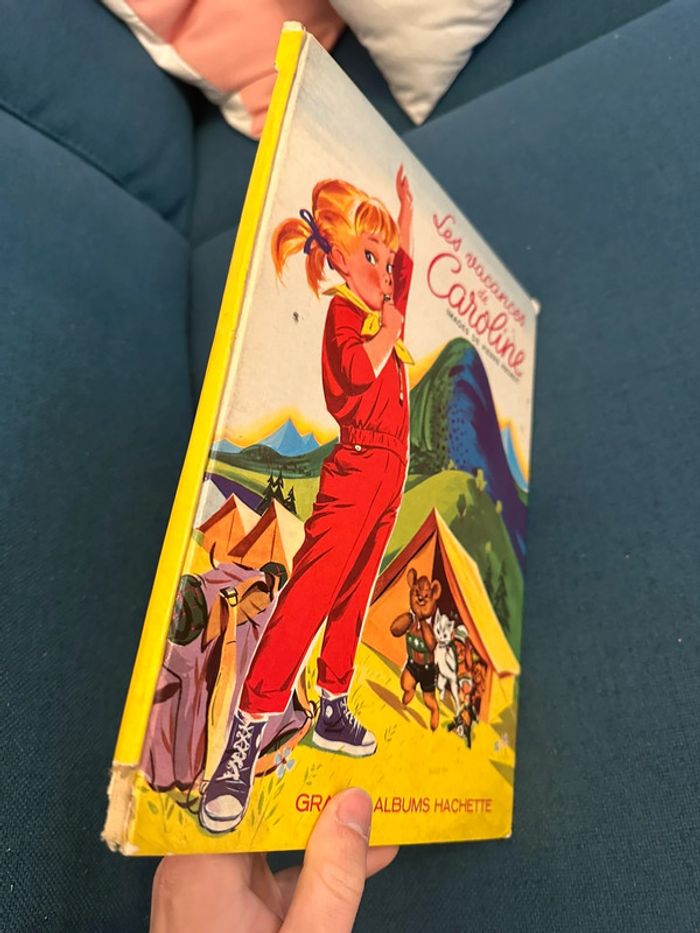 Les vacances
de
Caroline
IMAGES DE PIERRE PROBST
GRA ALBUMS HACHETTE